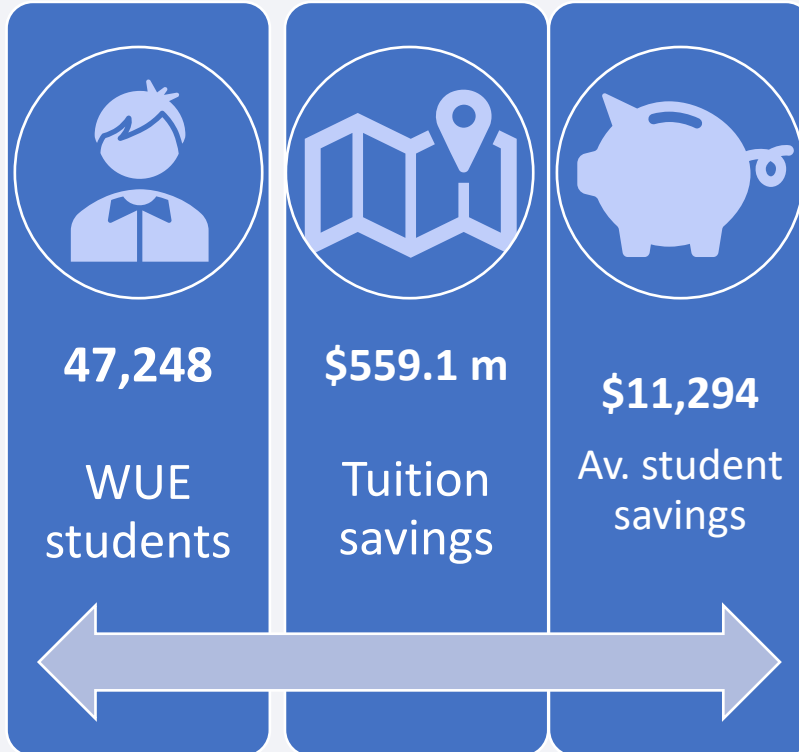 47,248
WUE
students
$559.1 m
Tuition
savings
$11,294
Av. student
savings